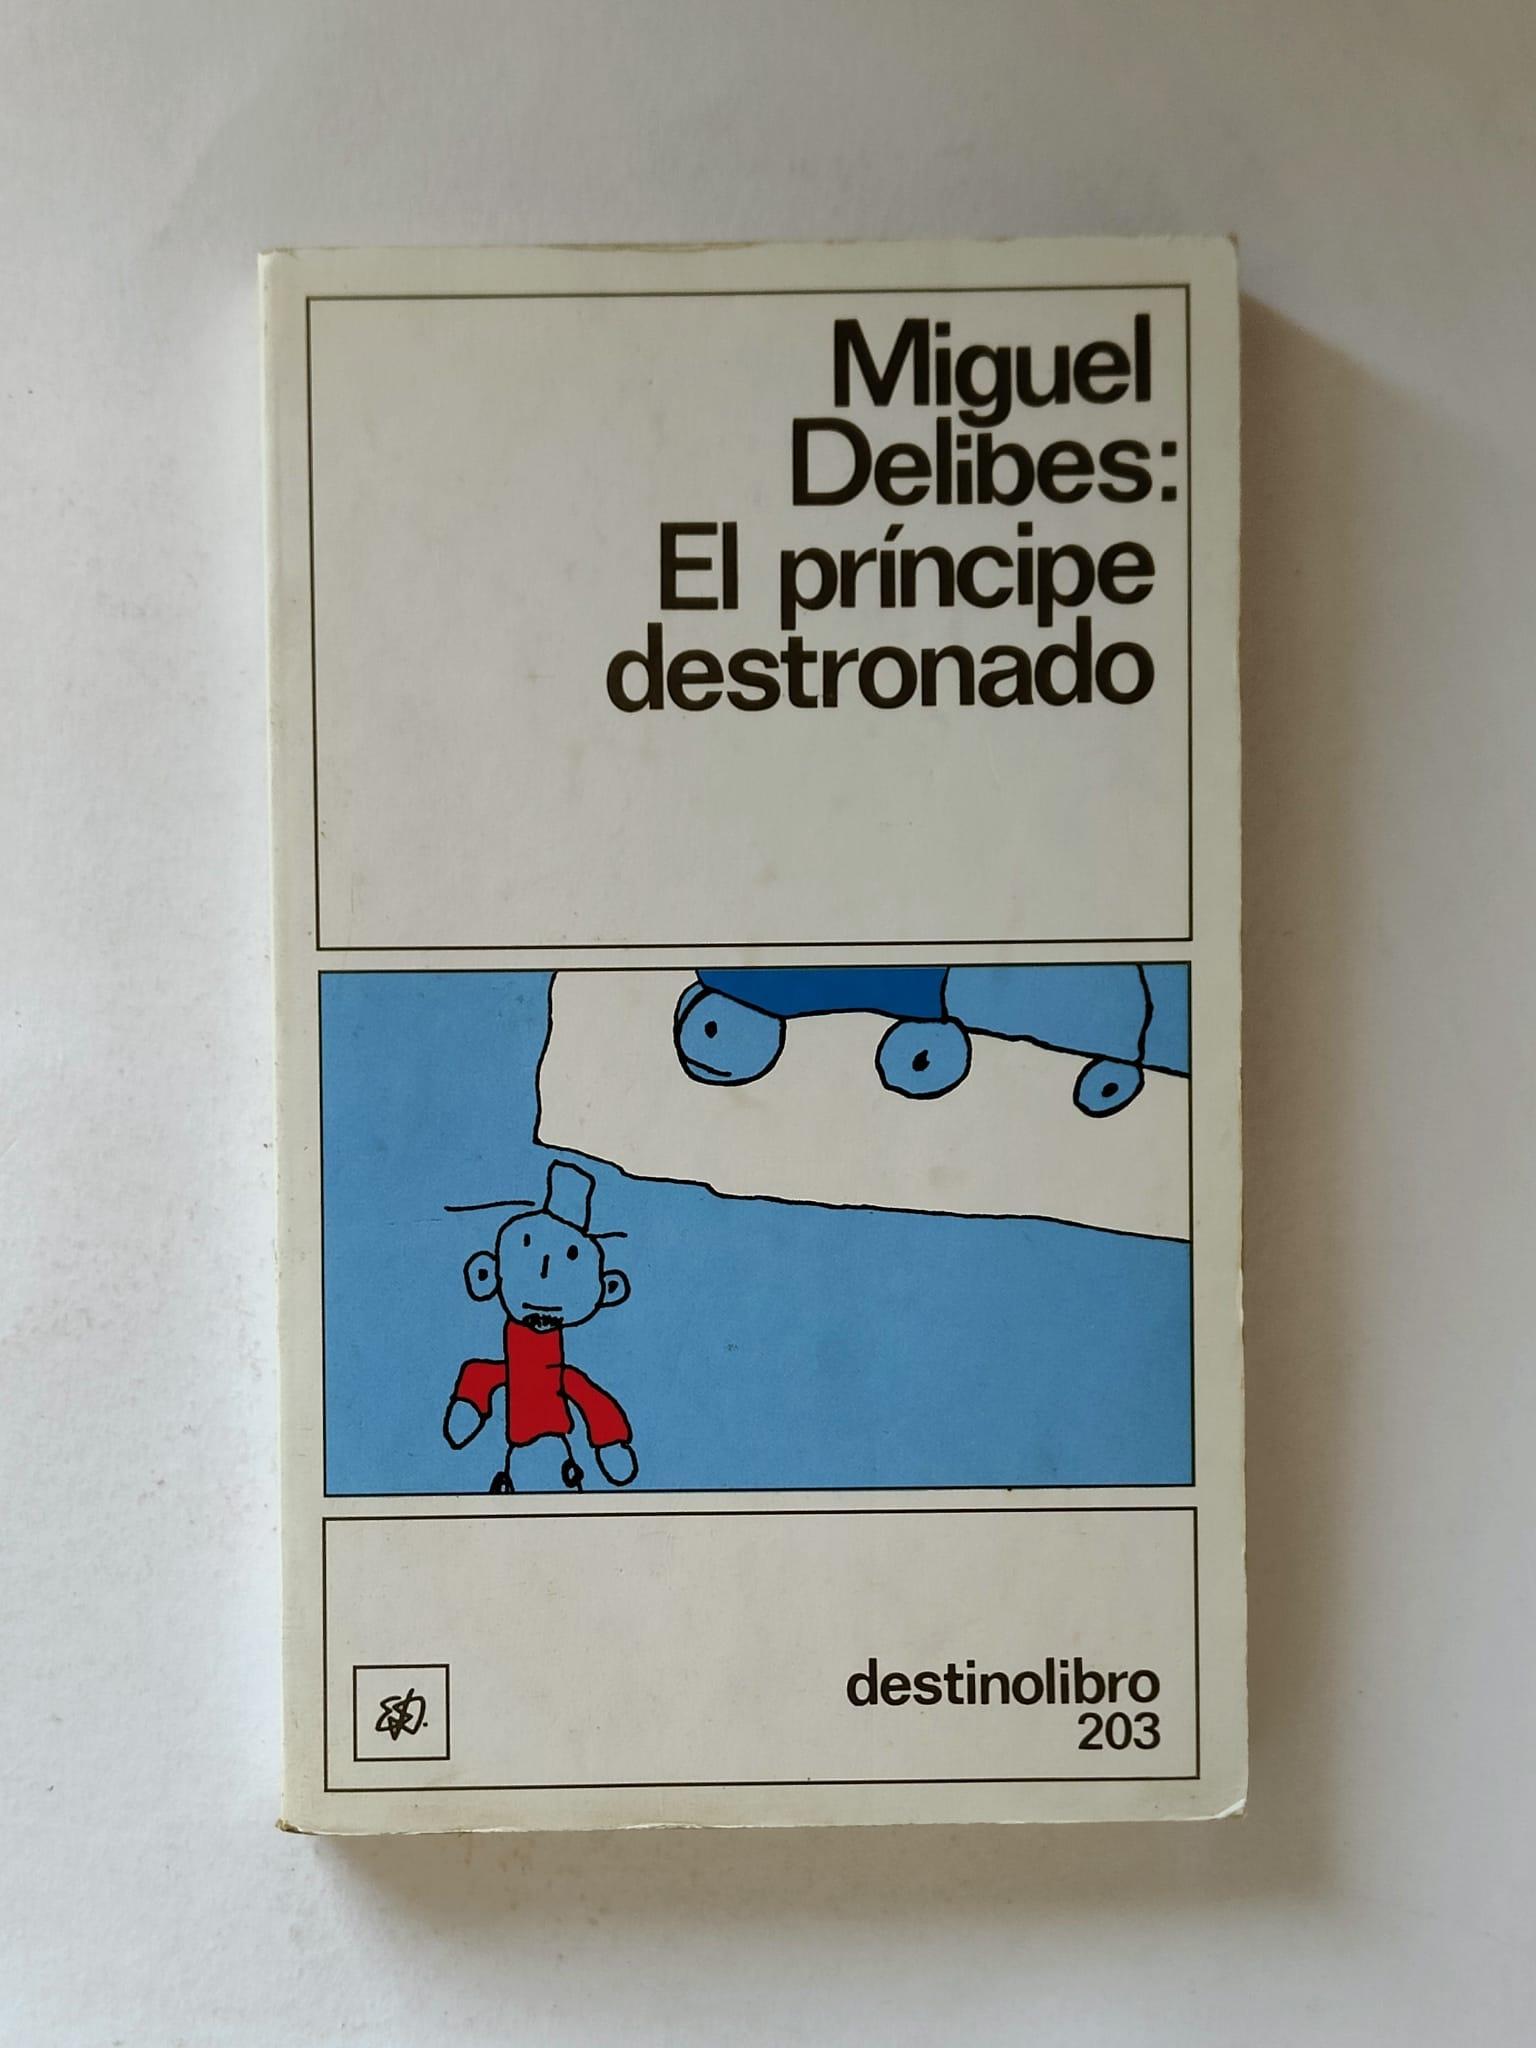 Miguel
Delibes:
El príncipe
destronado
destinolibro
203